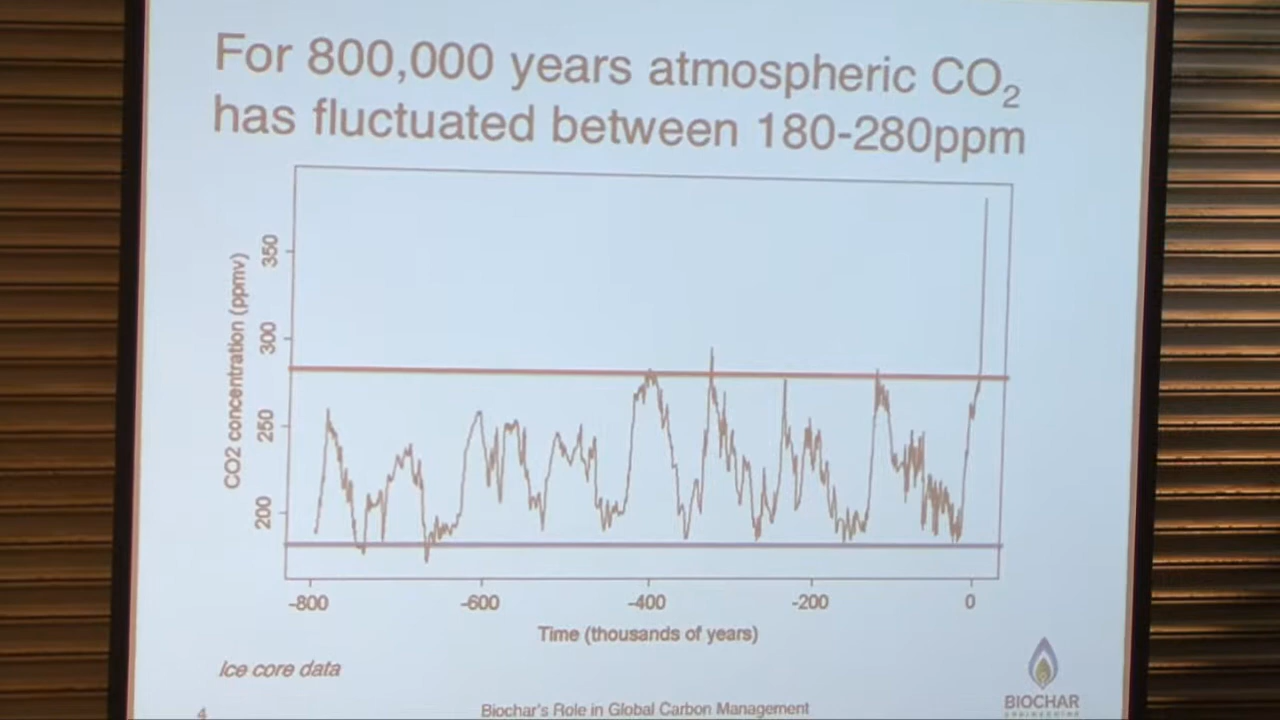 For 800,000 years atmospheric CO₂
has fluctuated between 180-280ppm
CO2 concentration (ppmv)
350
300
250
200
-800
-600
-400
-200
0
Time (thousands of years)
Ice core data
4
Biochar's Role in Global Carbon Management
BIOCHAR
ENGINEERING